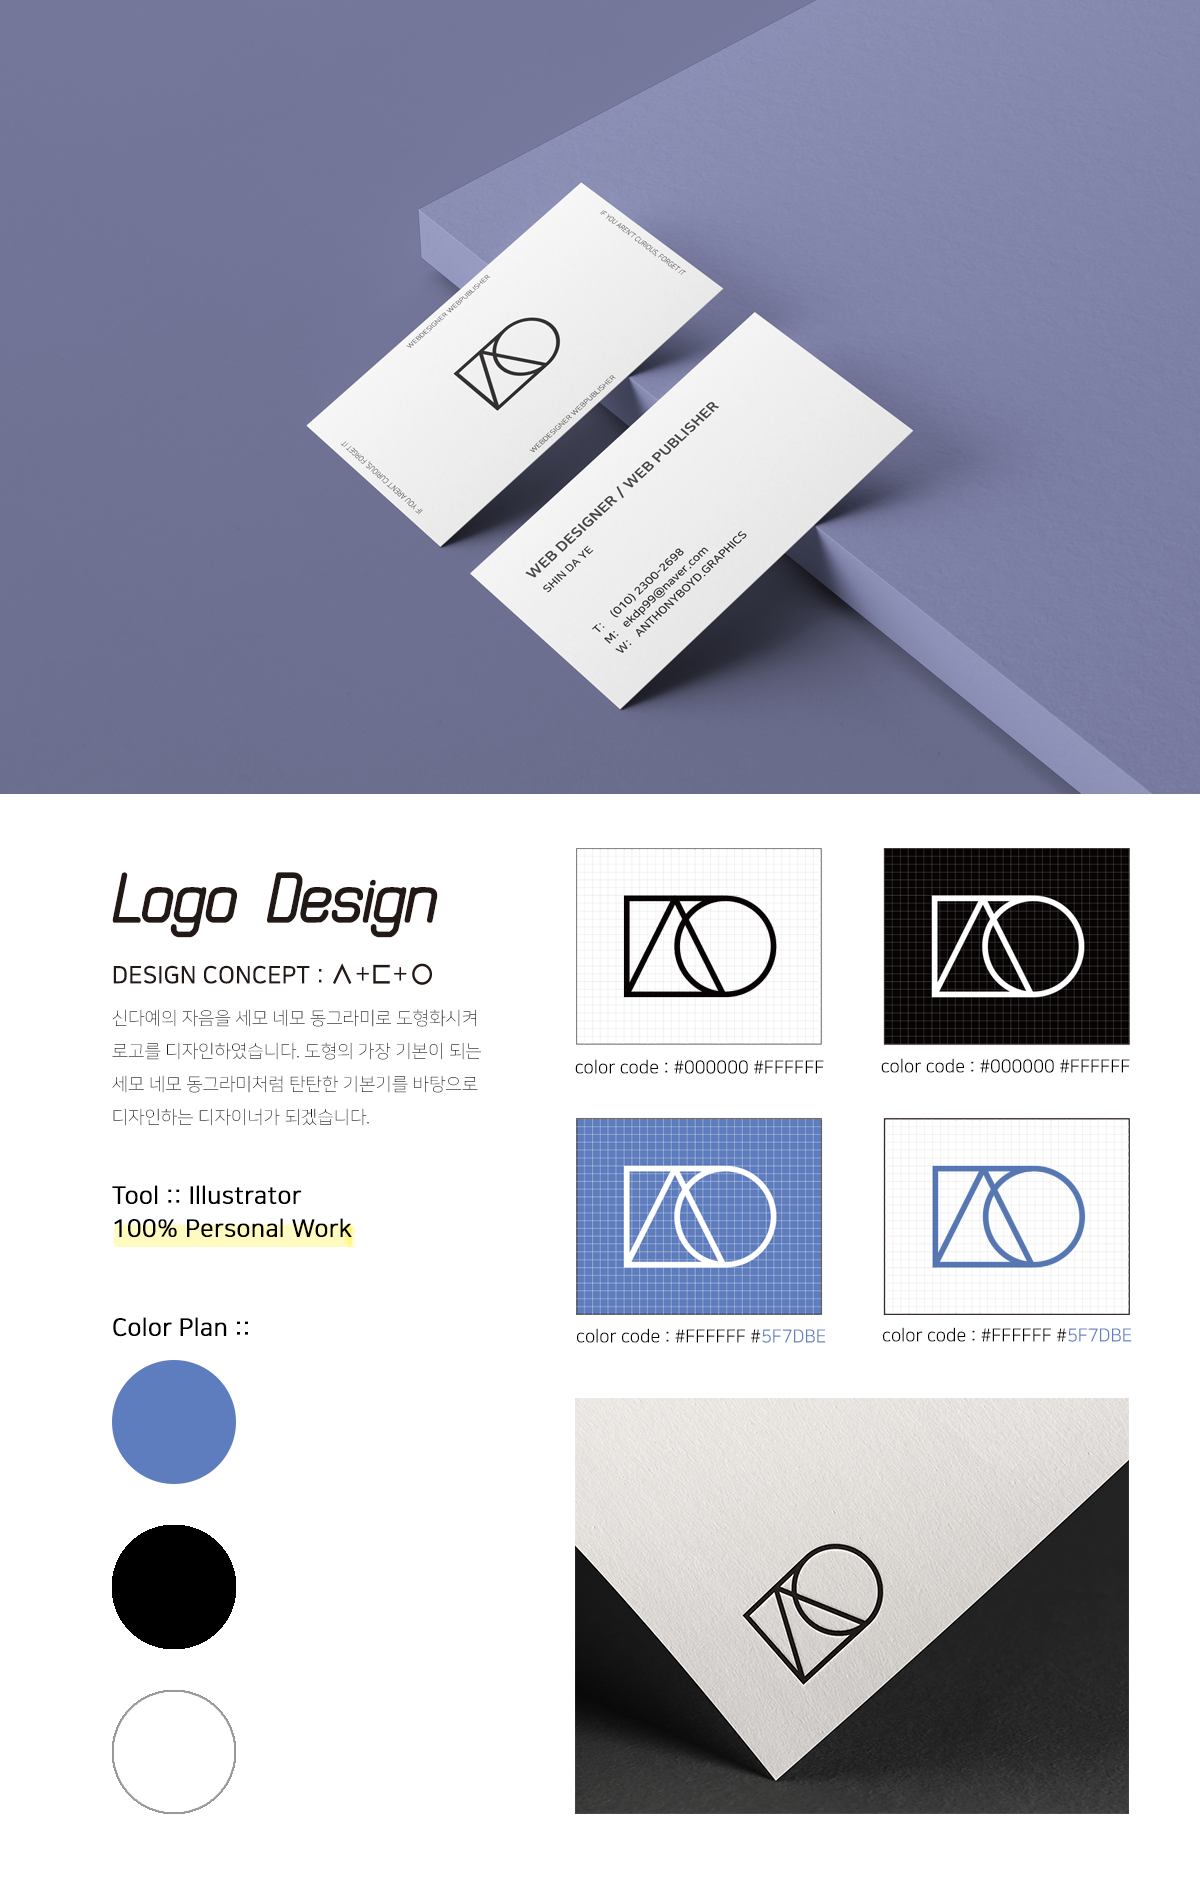 IF YOU AREN'T CURIOUS, FORGET IT
WEBDESIGNER WEBPUBLISHER
WEBDESIGNER WEBPUBLISHER
IF YOU AREN'T CURIOUS, FORGET IT
WEB DESIGNER / WEB PUBLISHER
SHIN DA YE
T: (010) 2300-2698
M: ekdp99@naver.com
W: ANTHONYBOYD.GRAPHICS
Logo Design
DESIGN CONCEPT : ㅅ+ㄷ+ㅇ
신다예의 자음을 세모 네모 동그라미로 도형화시켜
로고를 디자인하였습니다. 도형의 가장 기본이 되는
세모 네모 동그라미처럼 탄탄한 기본기를 바탕으로
디자인하는 디자이너가 되겠습니다.
Tool :: Illustrator
100% Personal Work
Color Plan ::
color code : #000000 #FFFFFF
color code : #000000 #FFFFFF
color code : #FFFFFF #5F7DBE
color code : #FFFFFF #5F7DBE